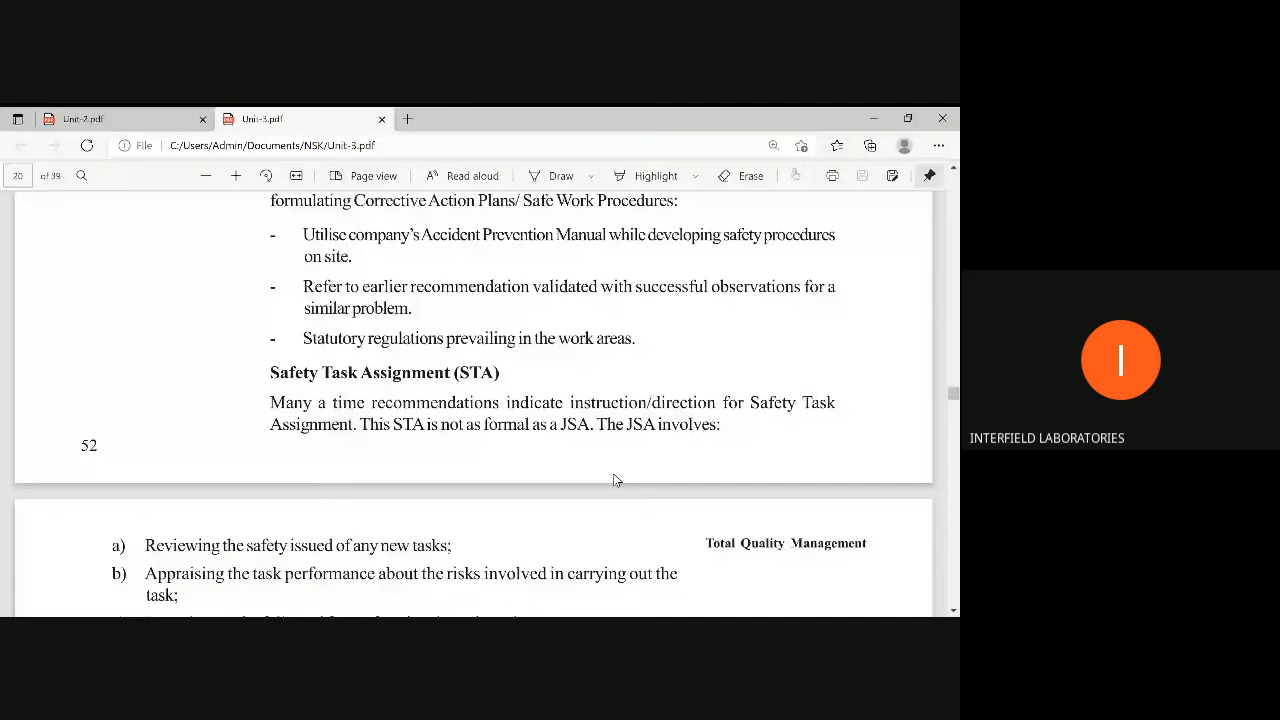 Unit-2.pdf
Unit-3.pdf
File C:/Users/Admin/Documents/NSK/Unit-3.pdf
20 of 39 Page view Read aloud Draw Highlight Erase
formulating Corrective Action Plans/ Safe Work Procedures:
- Utilise company's Accident Prevention Manual while developing safety procedures
on site.
- Refer to earlier recommendation validated with successful observations for a
similar problem.
- Statutory regulations prevailing in the work areas.
Safety Task Assignment (STA)
Many a time recommendations indicate instruction/direction for Safety Task
Assignment. This STA is not as formal as a JSA. The JSA involves:
52
a) Reviewing the safety issued of any new tasks;
Total Quality Management
b) Appraising the task performance about the risks involved in carrying out the
task;
I
INTERFIELD LABORATORIES